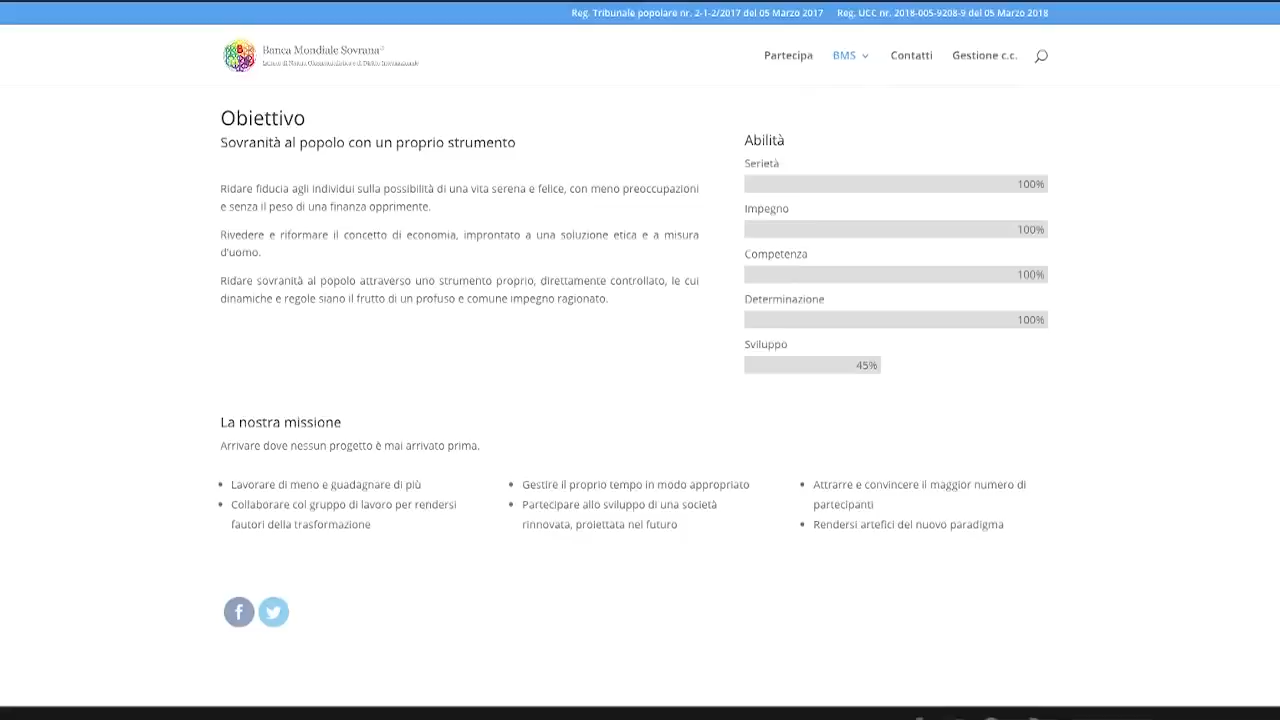 Reg. Tribunale popolare nr. 2-1-2/2017 del 05 Marzo 2017 Reg. UCC nr. 2018-005-9208-9 del 05 Marzo 2018
Banca Mondiale Sovrana
Partecipa BMS Contatti Gestione c.c.
Obiettivo
Sovranità al popolo con un proprio strumento
Ridare fiducia agli individui sulla possibilità di una vita serena e felice, con meno preoccupazioni
e senza il peso di una finanza opprimente.
Rivedere e riformare il concetto di economia, improntato a una soluzione etica e a misura
d'uomo.
Ridare sovranità al popolo attraverso uno strumento proprio, direttamente controllato, le cui
dinamiche e regole siano il frutto di un profuso e comune impegno ragionato.
Abilità
Serietà
100%
Impegno
100%
Competenza
100%
Determinazione
100%
Sviluppo
45%
La nostra missione
Arrivare dove nessun progetto è mai arrivato prima.
Lavorare di meno e guadagnare di più
Collaborare col gruppo di lavoro per rendersi
fautori della trasformazione
Gestire il proprio tempo in modo appropriato
Partecipare allo sviluppo di una società
rinnovata, proiettata nel futuro
Attrarre e convincere il maggior numero di
partecipanti
Rendersi artefici del nuovo paradigma